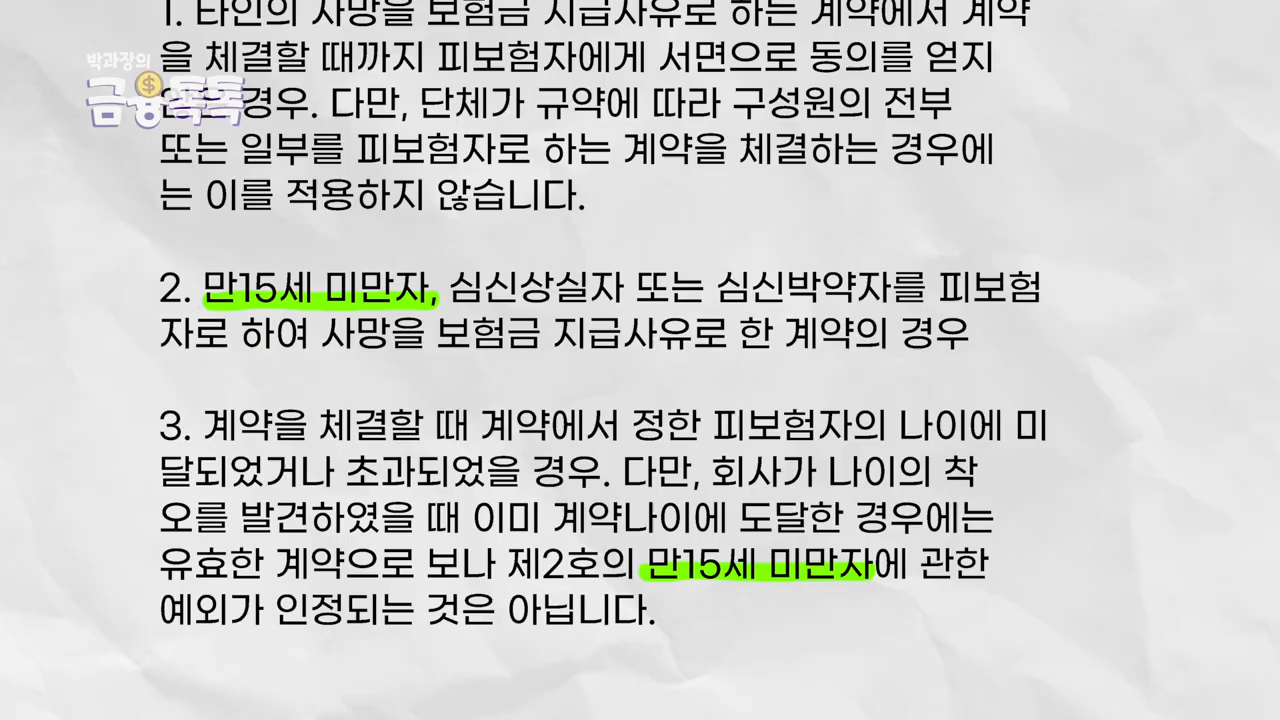 1. 타인의 사망을 보험금 지급사유로 하는 계약에서 계약
박과장의
금융톡톡
을 체결할 때까지 피보험자에게 서면으로 동의를 얻지
경우. 다만, 단체가 규약에 따라 구성원의 전부
또는 일부를 피보험자로 하는 계약을 체결하는 경우에
는 이를 적용하지 않습니다.
2. 만15세 미만자, 심신상실자 또는 심신박약자를 피보험
자로 하여 사망을 보험금 지급사유로 한 계약의 경우
3. 계약을 체결할 때 계약에서 정한 피보험자의 나이에 미
달되었거나 초과되었을 경우. 다만, 회사가 나이의 착
오를 발견하였을 때 이미 계약나이에 도달한 경우에는
유효한 계약으로 보나 제2호의 만15세 미만자에 관한
예외가 인정되는 것은 아닙니다.